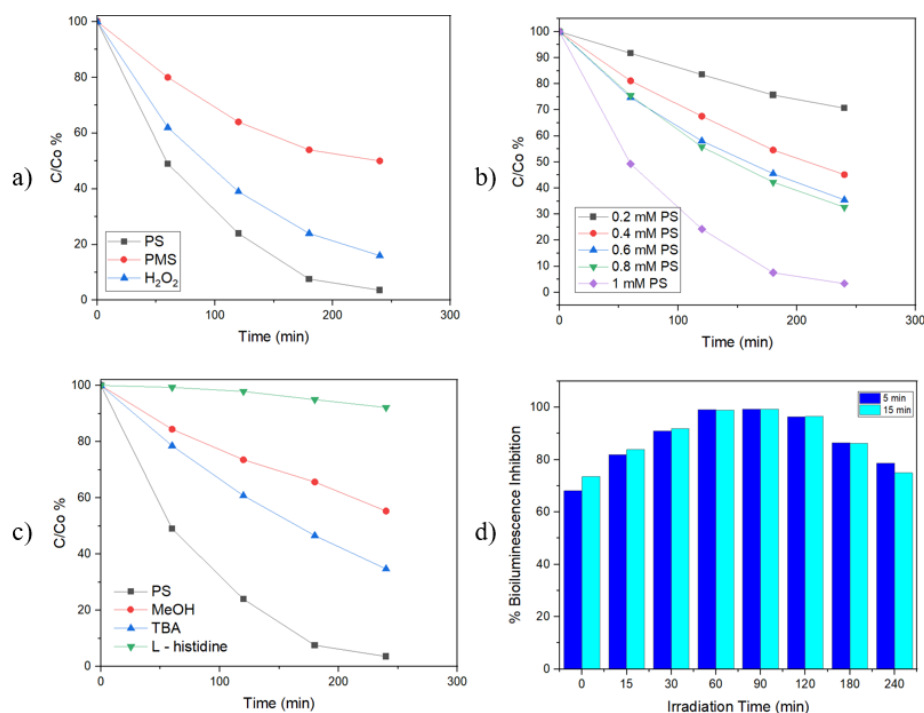 a)
C/Co %
100
80
60
40
20
0
PS
PMS
H₂O₂
0
100
200
300
Time (min)
b)
C/Co %
100
90
80
70
60
50
40
30
20
10
0
0.2 mM PS
0.4 mM PS
0.6 mM PS
0.8 mM PS
1 mM PS
0
100
200
300
Time (min)
c)
C/Co %
100
80
60
40
20
0
PS
MeOH
TBA
L - histidine
0
100
200
300
Time (min)
d)
% Bioiluminescence Inhibition
100
80
60
40
20
0
5 min
15 min
0
15
30
60
90
120
180
240
Irradiation Time (min)